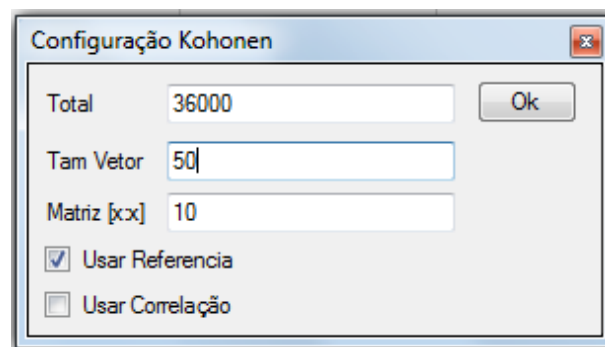 Configuração Kohonen
Total 36000 Ok
Tam Vetor 50
Matriz [x:x] 10
Usar Referencia
Usar Correlação